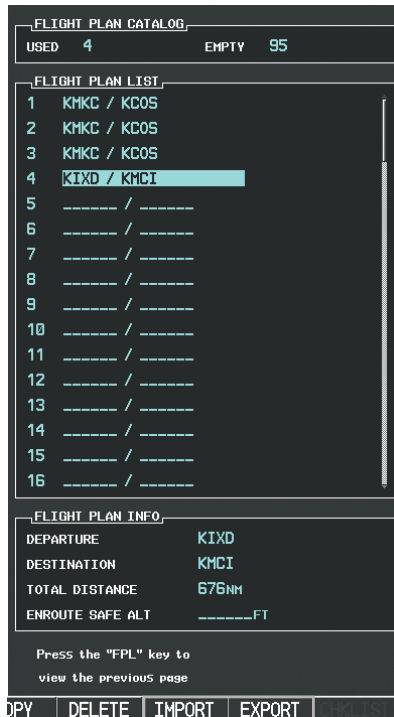 FLIGHT PLAN CATALOG
USED 4 EMPTY 95
FLIGHT PLAN LIST
1 KMKC / KCOS
2 KMKC / KCOS
3 KMKC / KCOS
4 KIXD / KMCI
5 ______ / ______
6 ______ / ______
7 ______ / ______
8 ______ / ______
9 ______ / ______
10 ______ / ______
11 ______ / ______
12 ______ / ______
13 ______ / ______
14 ______ / ______
15 ______ / ______
16 ______ / ______
FLIGHT PLAN INFO
DEPARTURE KIXD
DESTINATION KMCI
TOTAL DISTANCE 676NM
ENROUTE SAFE ALT ______FT
Press the "FPL" key to
view the previous page
OPY DELETE IMPORT EXPORT CHKLIST